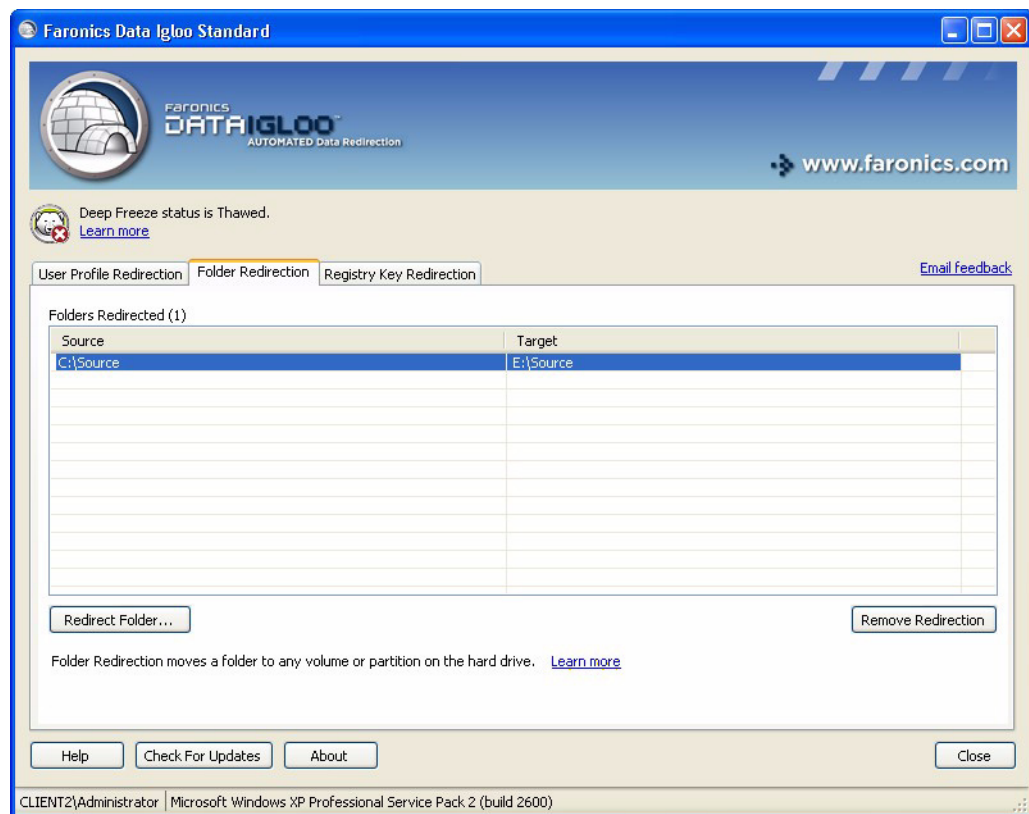 Faronics Data Igloo Standard
Faronics
DATAIGLOO
AUTOMATED Data Redirection
www.faronics.com
Deep Freeze status is Thawed.
Learn more
User Profile Redirection Folder Redirection Registry Key Redirection Email feedback
Folders Redirected (1)
Source Target
C:\Source E:\Source
Redirect Folder... Remove Redirection
Folder Redirection moves a folder to any volume or partition on the hard drive. Learn more
Help Check For Updates About Close
CLIENT2\Administrator Microsoft Windows XP Professional Service Pack 2 (build 2600)